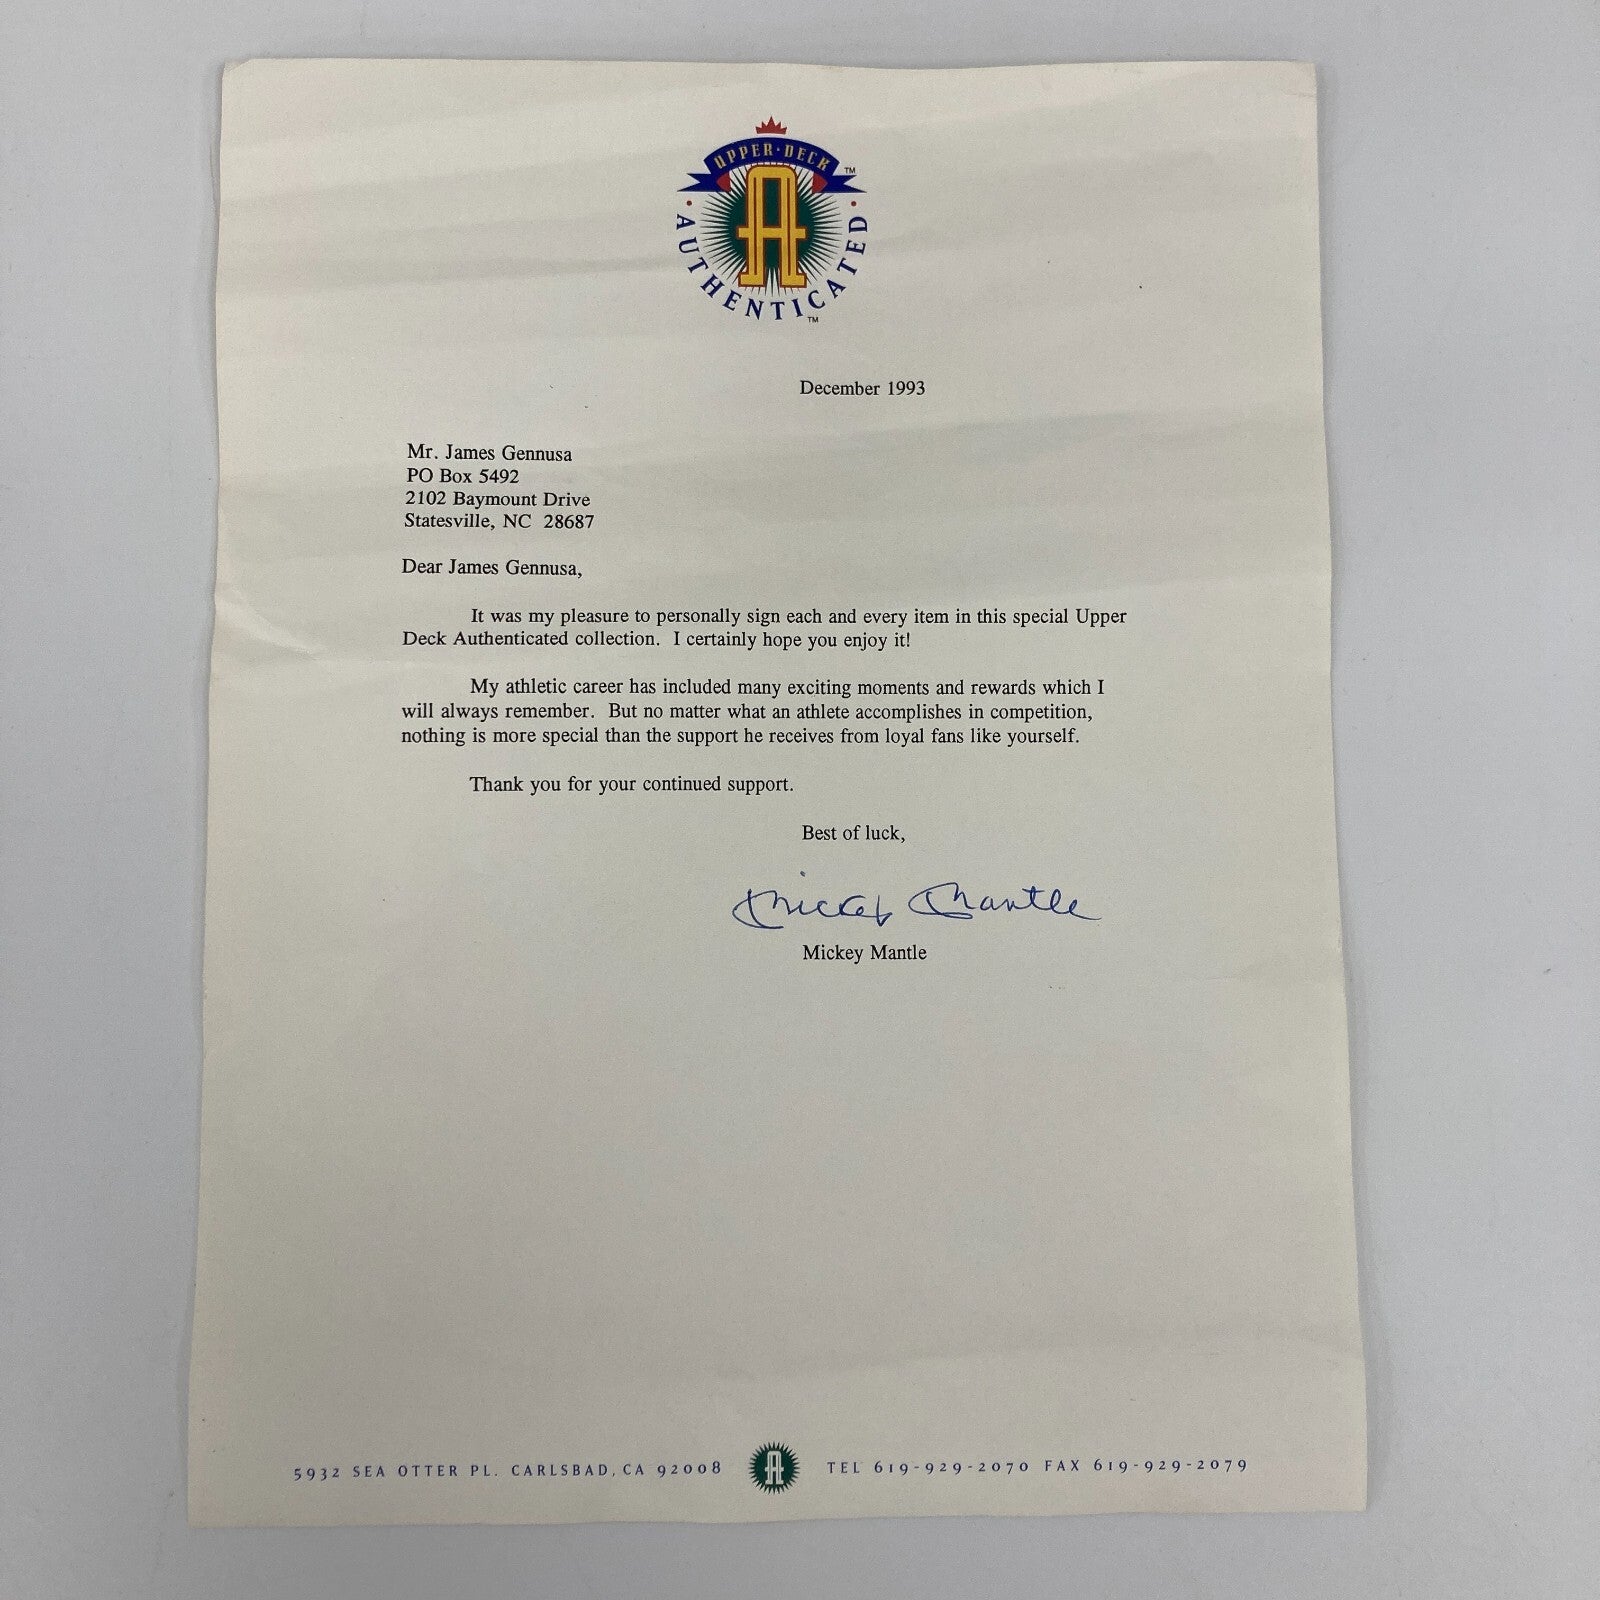 UPPER·DECK ™
· AUTHENTICATED · ™
December 1993
Mr. James Gennusa
PO Box 5492
2102 Baymount Drive
Statesville, NC 28687
Dear James Gennusa,
It was my pleasure to personally sign each and every item in this special Upper
Deck Authenticated collection. I certainly hope you enjoy it!
My athletic career has included many exciting moments and rewards which I
will always remember. But no matter what an athlete accomplishes in competition,
nothing is more special than the support he receives from loyal fans like yourself.
Thank you for your continued support.
Best of luck,
Mickey Mantle
Mickey Mantle
5932 SEA OTTER PL. CARLSBAD, CA 92008 A TEL 619-929-2070 FAX 619-929-2079